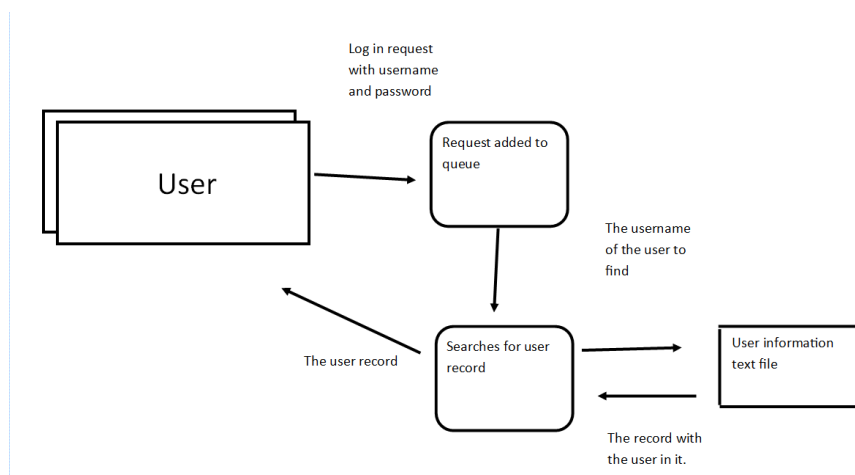 Log in request
with username
and password
User
Request added to
queue
The username
of the user to
find
The user record
Searches for user
record
User information
text file
The record with
the user in it.